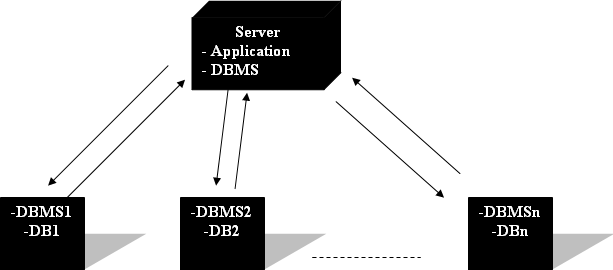 Server
- Application
- DBMS
-DBMS1
-DB1
-DBMS2
-DB2
-DBMSn
-DBn